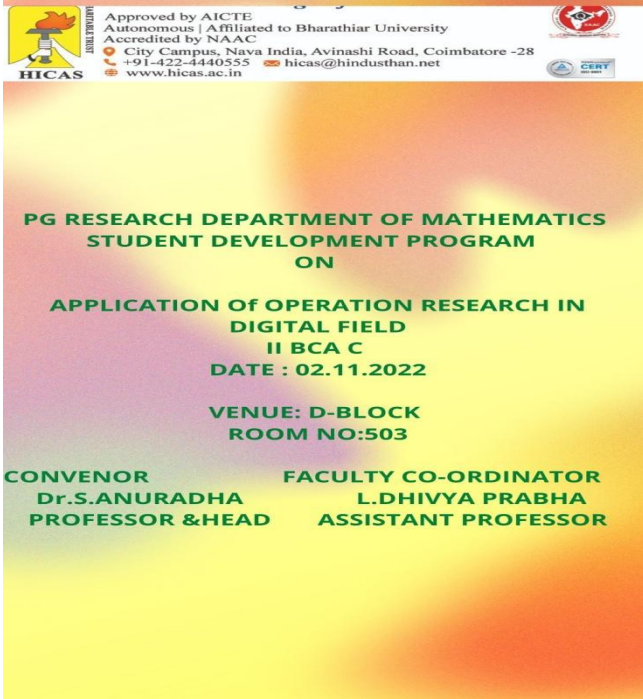 Approved by AICTE
Autonomous | Affiliated to Bharathiar University
Accredited by NAAC
City Campus, Nava India, Avinashi Road, Coimbatore -28
+91-422-4440555 hicas@hindusthan.net
www.hicas.ac.in
HICAS
CERT
PG RESEARCH DEPARTMENT OF MATHEMATICS
STUDENT DEVELOPMENT PROGRAM
ON
APPLICATION Of OPERATION RESEARCH IN
DIGITAL FIELD
II BCA C
DATE : 02.11.2022
VENUE: D-BLOCK
ROOM NO:503
CONVENOR FACULTY CO-ORDINATOR
Dr.S.ANURADHA L.DHIVYA PRABHA
PROFESSOR &HEAD ASSISTANT PROFESSOR